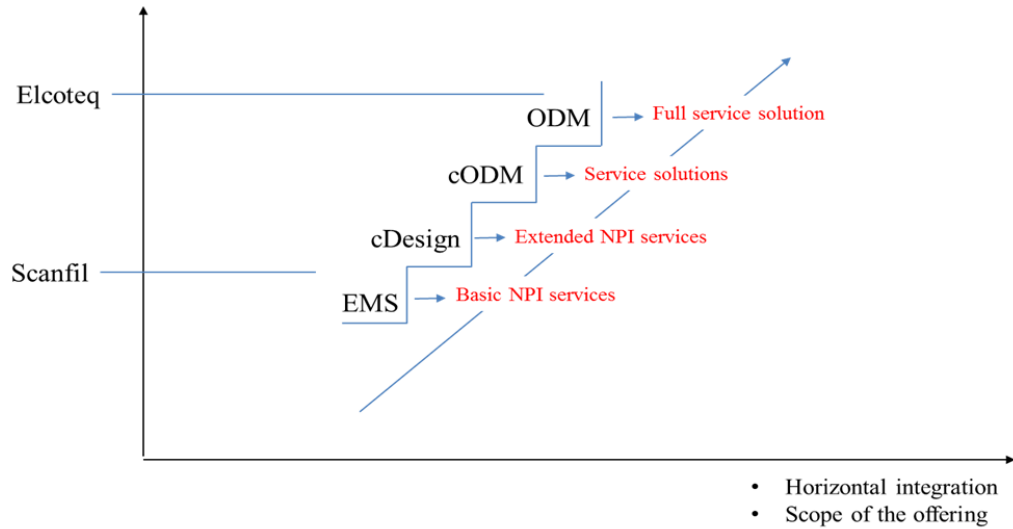 Elcoteq
ODM
Full service solution
cODM
Service solutions
cDesign
Extended NPI services
Scanfil
EMS
Basic NPI services
• Horizontal integration
• Scope of the offering